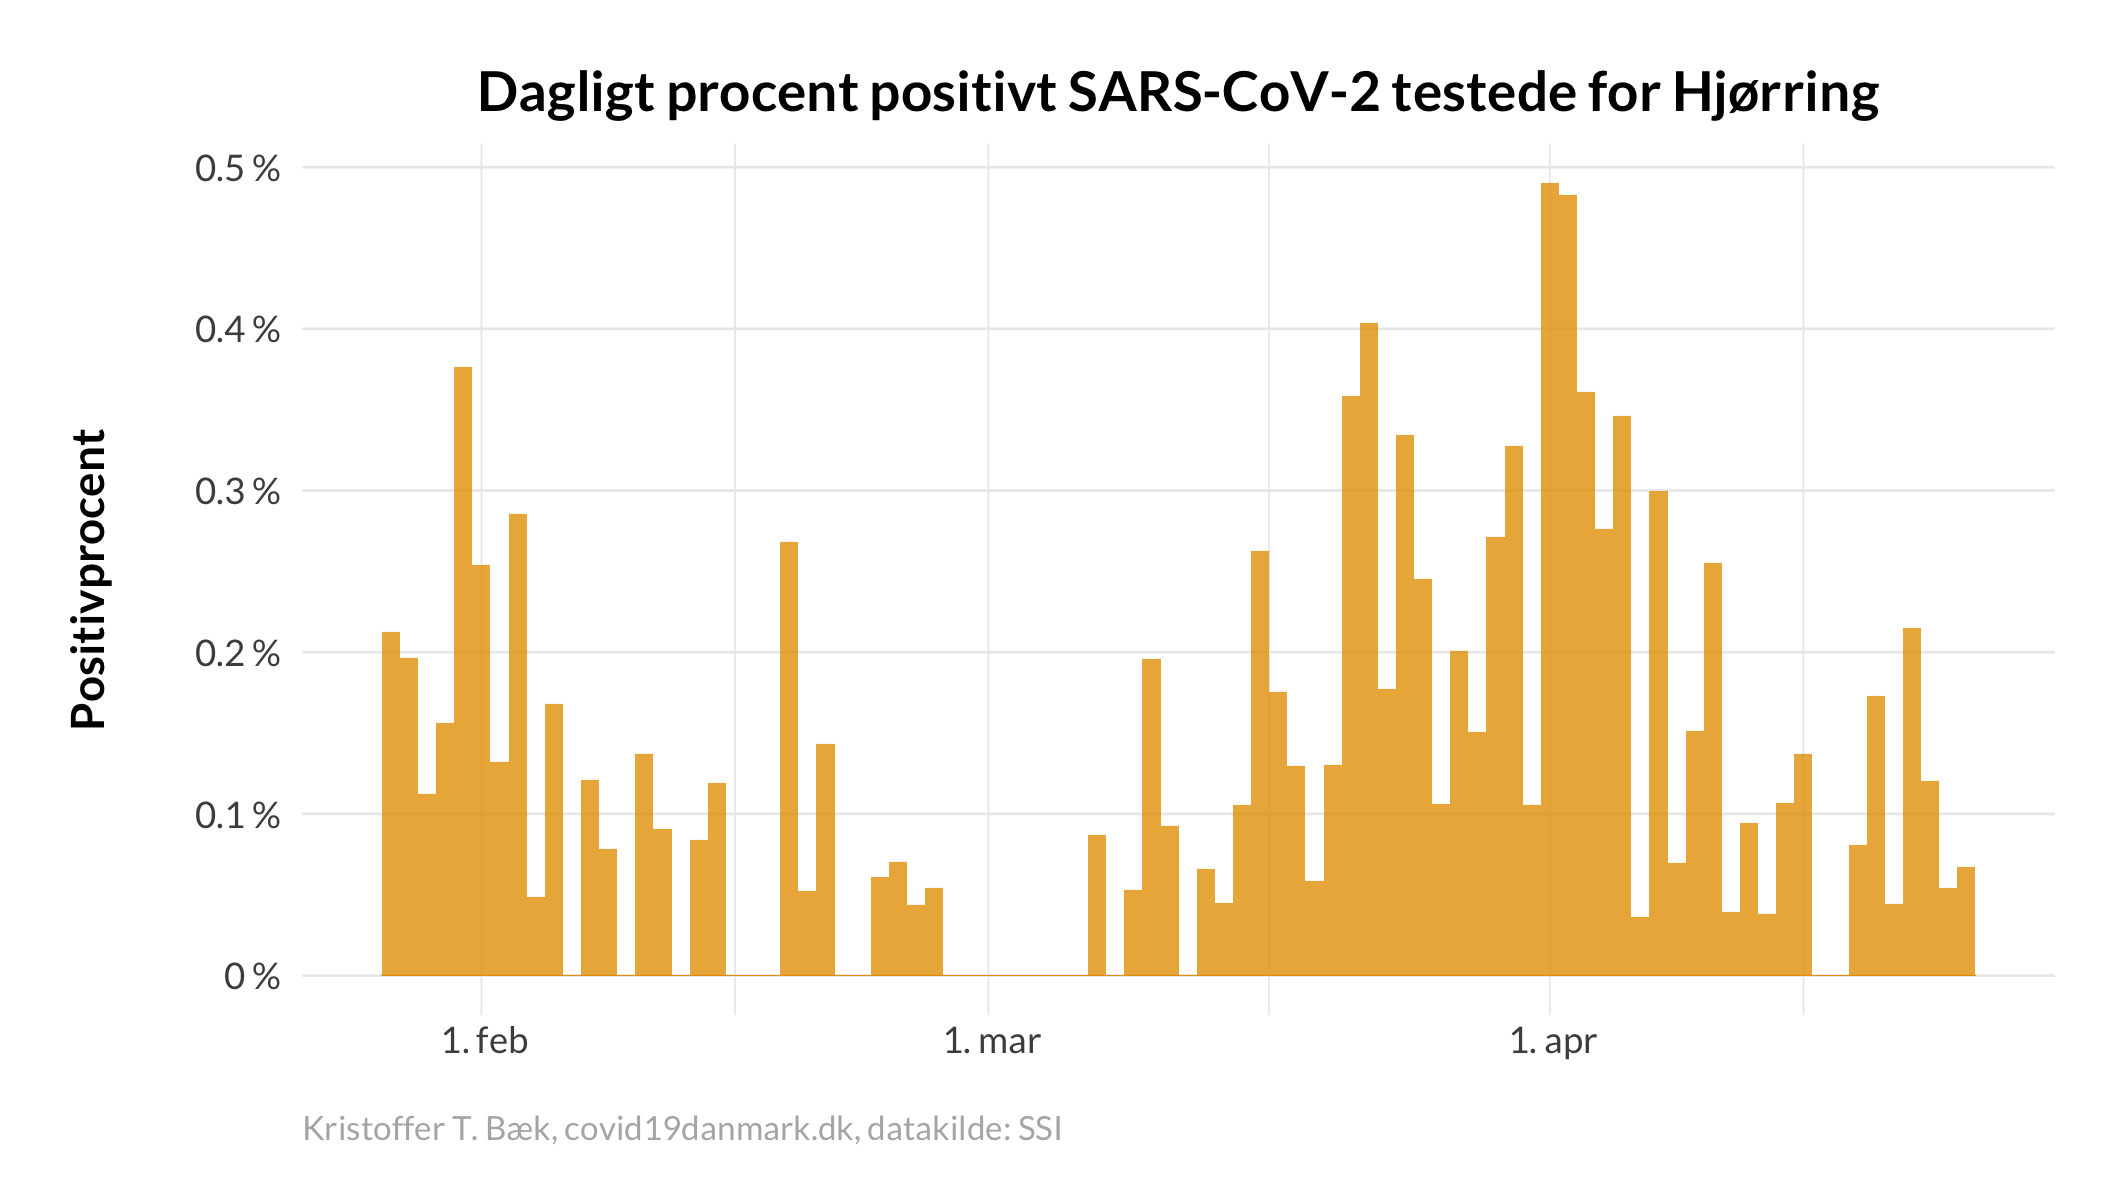 Dagligt procent positivt SARS-CoV-2 testede for Hjørring
Positivprocent
0.5 %
0.4 %
0.3 %
0.2 %
0.1 %
0 %
1. feb
1. mar
1. apr
Kristoffer T. Bæk, covid19danmark.dk, datakilde: SSI